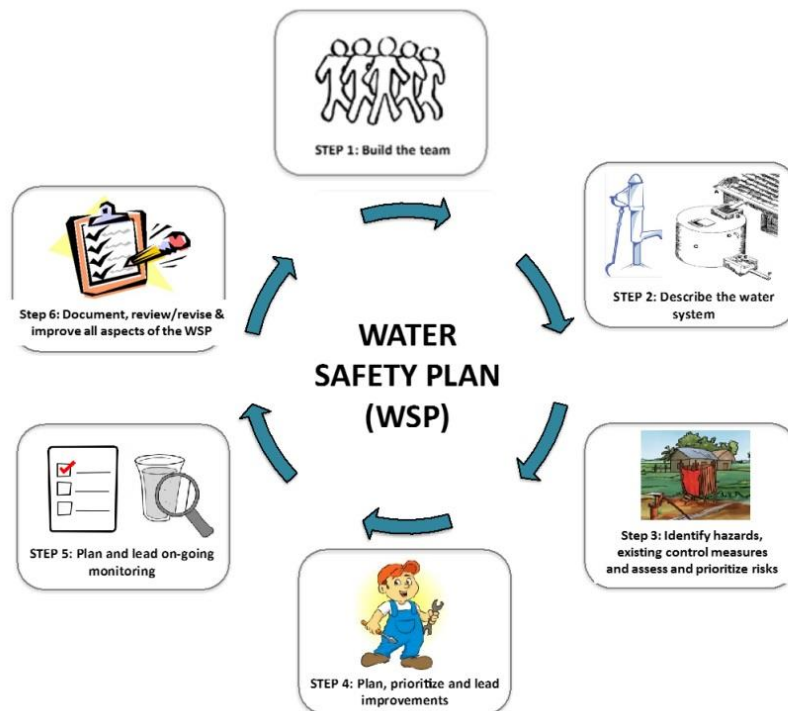 STEP 1: Build the team
STEP 2: Describe the water
system
Step 3: Identify hazards,
existing control measures
and assess and prioritize risks
STEP 4: Plan, prioritize and lead
improvements
STEP 5: Plan and lead on-going
monitoring
Step 6: Document, review/revise &
improve all aspects of the WSP
WATER
SAFETY PLAN
(WSP)